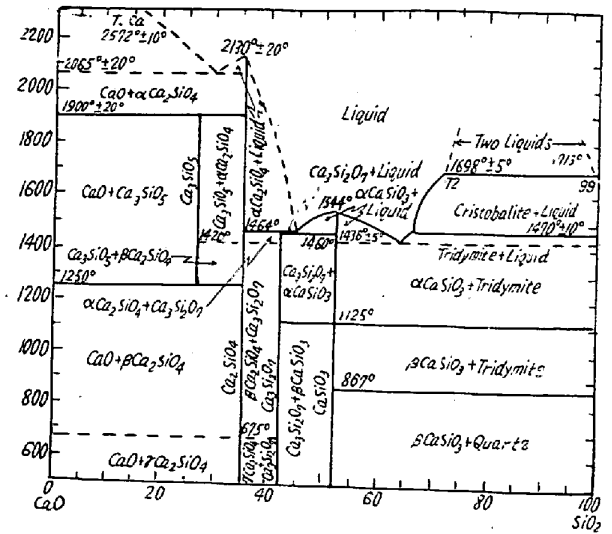 2200
2000
1800
1600
1400
1200
1000
800
600
T. Ca
2572°±10°
2130°±20°
2065°±20°
CaO+αCa2SiO4
1900°±20°
Liquid
Two Liquids
1713°
1698°±5°
72
99
Ca3SiO5
Ca3SiO5+αCa2SiO4
αCa2SiO4+Liquid
Ca3Si2O7+Liquid
αCaSiO3+
Liquid
1544°
CaO+Ca3SiO5
Cristobalite+Liquid
1470°±10°
1464°
1460°
1436°±5°
1420°
Tridymite+Liquid
Ca3SiO5+βCa2SiO4
1250°
Ca3Si2O7+
αCaSiO3
αCaSiO3+Tridymite
αCa2SiO4+Ca3Si2O7
1125°
CaO+βCa2SiO4
Ca2SiO4
βCa2SiO4+Ca3Si2O7
Ca3Si2O7
Ca3Si2O7+βCaSiO3
CaSiO3
βCaSiO3+Tridymite
867°
675°
βCaSiO3+Quartz
CaO+γCa2SiO4
γCa2SiO4+
Ca3Si2O7
0
20
40
60
80
100
CaO
SiO2